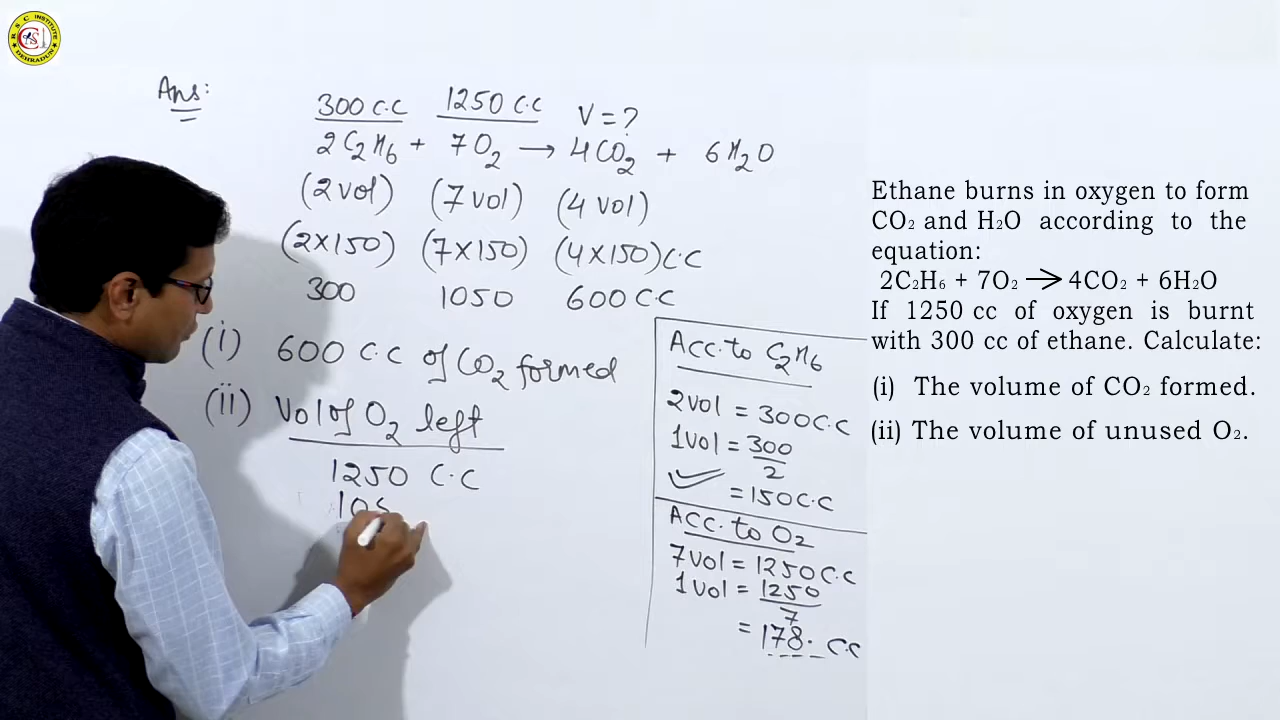 RSC INSTITUTE
DEHRADUN
Ans:
300 C.C 1250 C.C V = ?
2C₂H₆ + 7O₂ → 4CO₂ + 6H₂O
(2 vol) (7 vol) (4 vol)
(2×150) (7×150) (4×150) C.C
300 1050 600 C.C
(i) 600 C.C of CO₂ formed
(ii) Vol of O₂ left
1250 C.C
105
Acc. to C₂H₆
2 vol = 300 C.C
1 vol = 300/2
= 150 C.C
Acc. to O₂
7 vol = 1250 C.C
1 vol = 1250/7
= 178. C.C
Ethane burns in oxygen to form
CO₂ and H₂O according to the
equation:
2C₂H₆ + 7O₂ → 4CO₂ + 6H₂O
If 1250 cc of oxygen is burnt
with 300 cc of ethane. Calculate:
(i) The volume of CO₂ formed.
(ii) The volume of unused O₂.